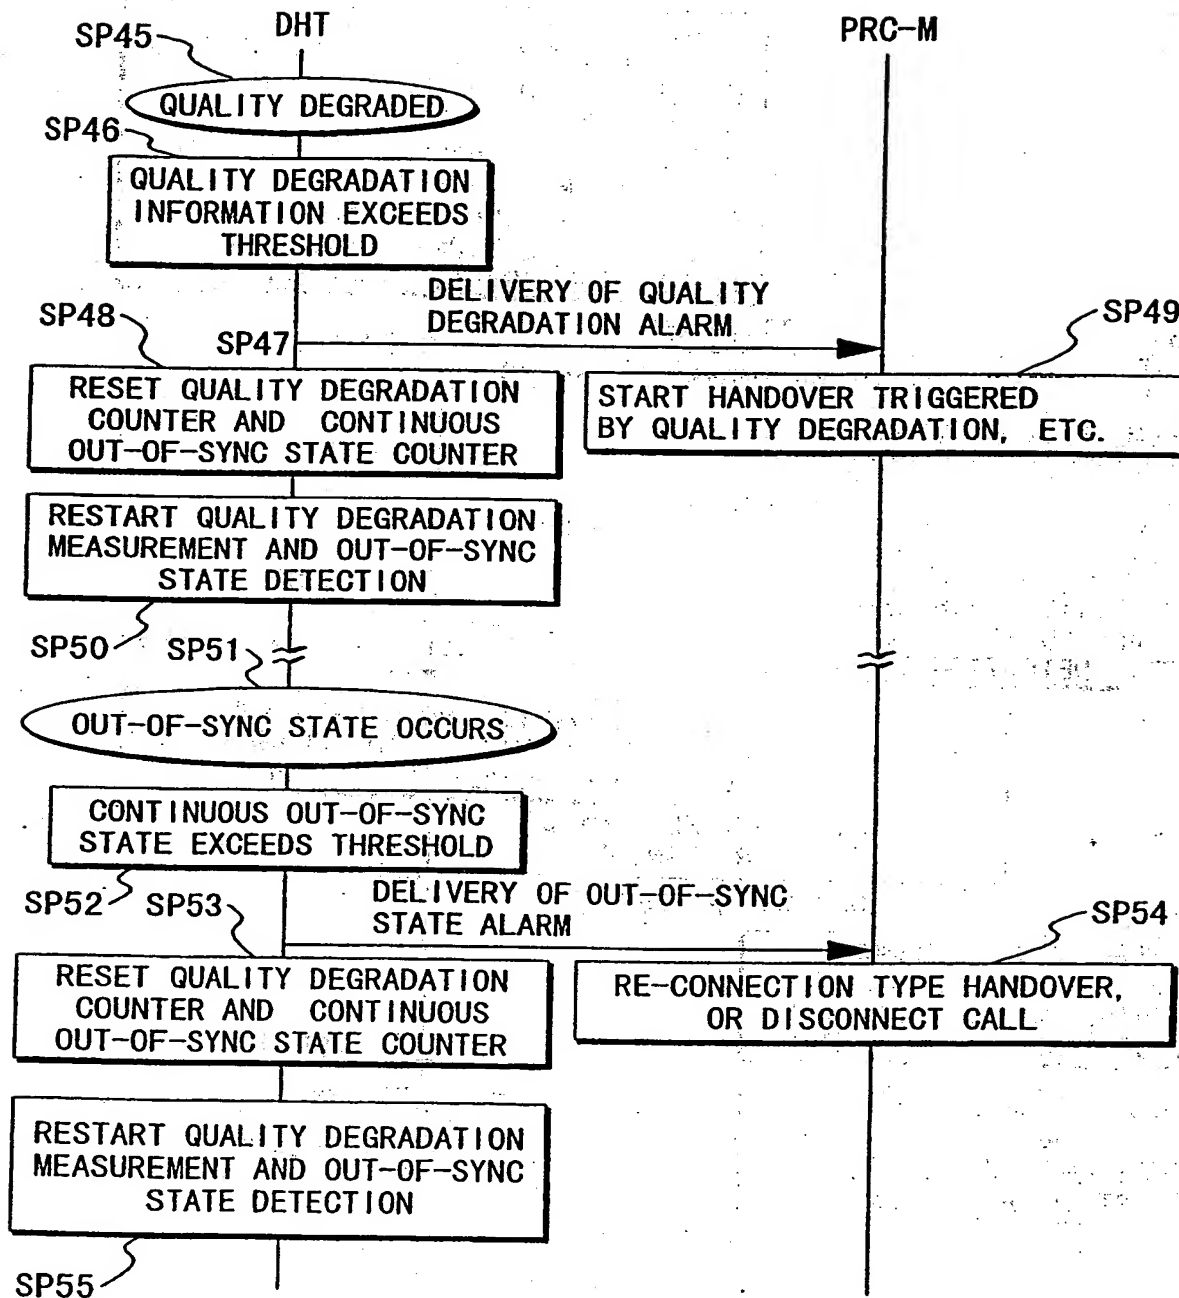 DHT
PRC-M
SP45
QUALITY DEGRADED
SP46
QUALITY DEGRADATION
INFORMATION EXCEEDS
THRESHOLD
DELIVERY OF QUALITY
DEGRADATION ALARM
SP48
SP47
SP49
RESET QUALITY DEGRADATION
COUNTER AND CONTINUOUS
OUT-OF-SYNC STATE COUNTER
START HANDOVER TRIGGERED
BY QUALITY DEGRADATION, ETC.
RESTART QUALITY DEGRADATION
MEASUREMENT AND OUT-OF-SYNC
STATE DETECTION
SP50
SP51
OUT-OF-SYNC STATE OCCURS
CONTINUOUS OUT-OF-SYNC
STATE EXCEEDS THRESHOLD
SP52
SP53
DELIVERY OF OUT-OF-SYNC
STATE ALARM
SP54
RESET QUALITY DEGRADATION
COUNTER AND CONTINUOUS
OUT-OF-SYNC STATE COUNTER
RE-CONNECTION TYPE HANDOVER,
OR DISCONNECT CALL
RESTART QUALITY DEGRADATION
MEASUREMENT AND OUT-OF-SYNC
STATE DETECTION
SP55